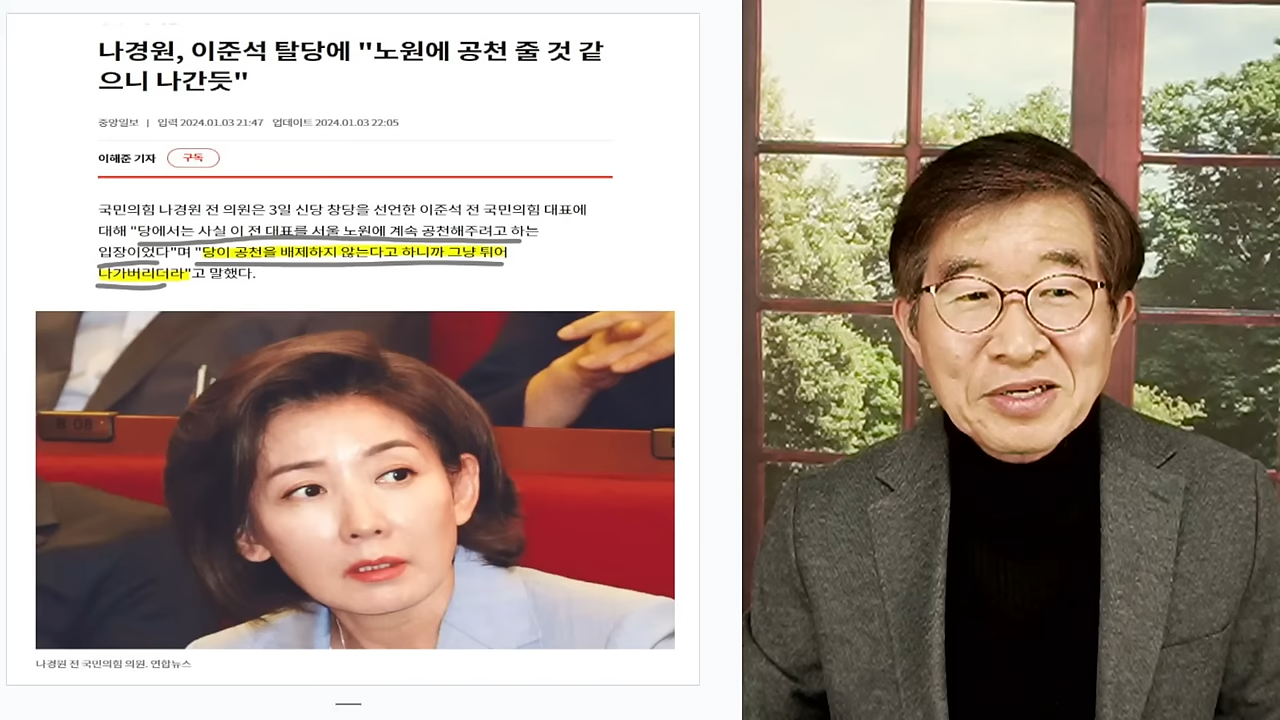 나경원, 이준석 탈당에 "노원에 공천 줄 것 같
으니 나간듯"
중앙일보 | 입력 2024.01.03 21:47 업데이트 2024.01.03 22:05
이해준 기자 구독
국민의힘 나경원 전 의원은 3일 신당 창당을 선언한 이준석 전 국민의힘 대표에
대해 "당에서는 사실 이 전 대표를 서울 노원에 계속 공천해주려고 하는
입장이었다"며 "당이 공천을 배제하지 않는다고 하니까 그냥 튀어
나가버리더라"고 말했다.
나경원 전 국민의힘 의원. 연합뉴스